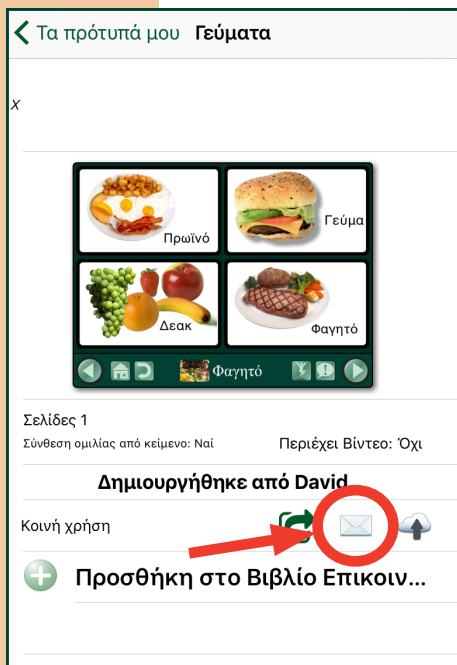 Τα πρότυπά μου Γεύματα
X
Πρωϊνό
Γεύμα
Δεακ
Φαγητό
Φαγητό
Σελίδες 1
Σύνθεση ομιλίας από κείμενο: Ναί Περιέχει Βίντεο: Όχι
Δημιουργήθηκε από David
Κοινή χρήση
Προσθήκη στο Βιβλίο Επικοιν...